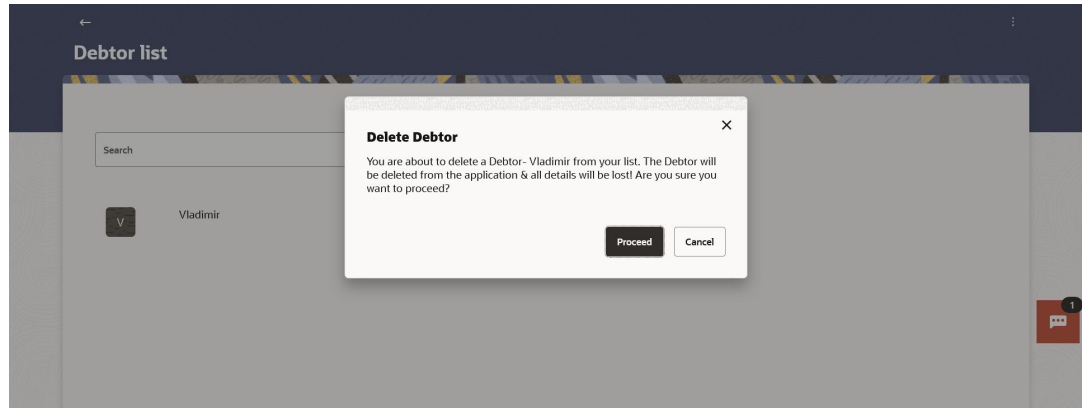 Debtor list
Search
V
Vladimir
Delete Debtor
You are about to delete a Debtor- Vladimir from your list. The Debtor will
be deleted from the application & all details will be lost! Are you sure you
want to proceed?
Proceed
Cancel
1